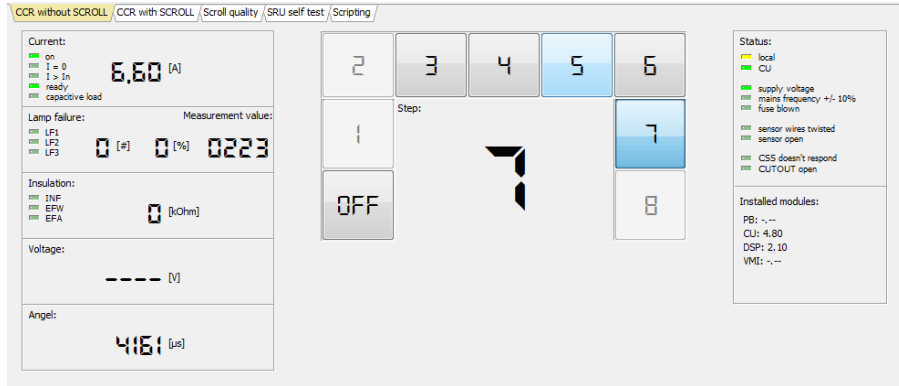 CCR without SCROLL CCR with SCROLL Scroll quality SRU self test Scripting
Current:
on
I = 0
I > In
ready
capacitive load
6,60 [A]
Lamp failure:
Measurement value:
LF1
LF2
LF3
0 [#] 0 [%] 0223
Insulation:
INF
EFW
EFA
0 [kOhm]
Voltage:
---- [V]
Angel:
4161 [µs]
2 3 4 5 6
Step:
1 7 7
OFF 8
Status:
local
CU
supply voltage
mains frequency +/- 10%
fuse blown
sensor wires twisted
sensor open
CSS doesn't respond
CUTOUT open
Installed modules:
PB: -.--
CU: 4.80
DSP: 2.10
VMI: -.--